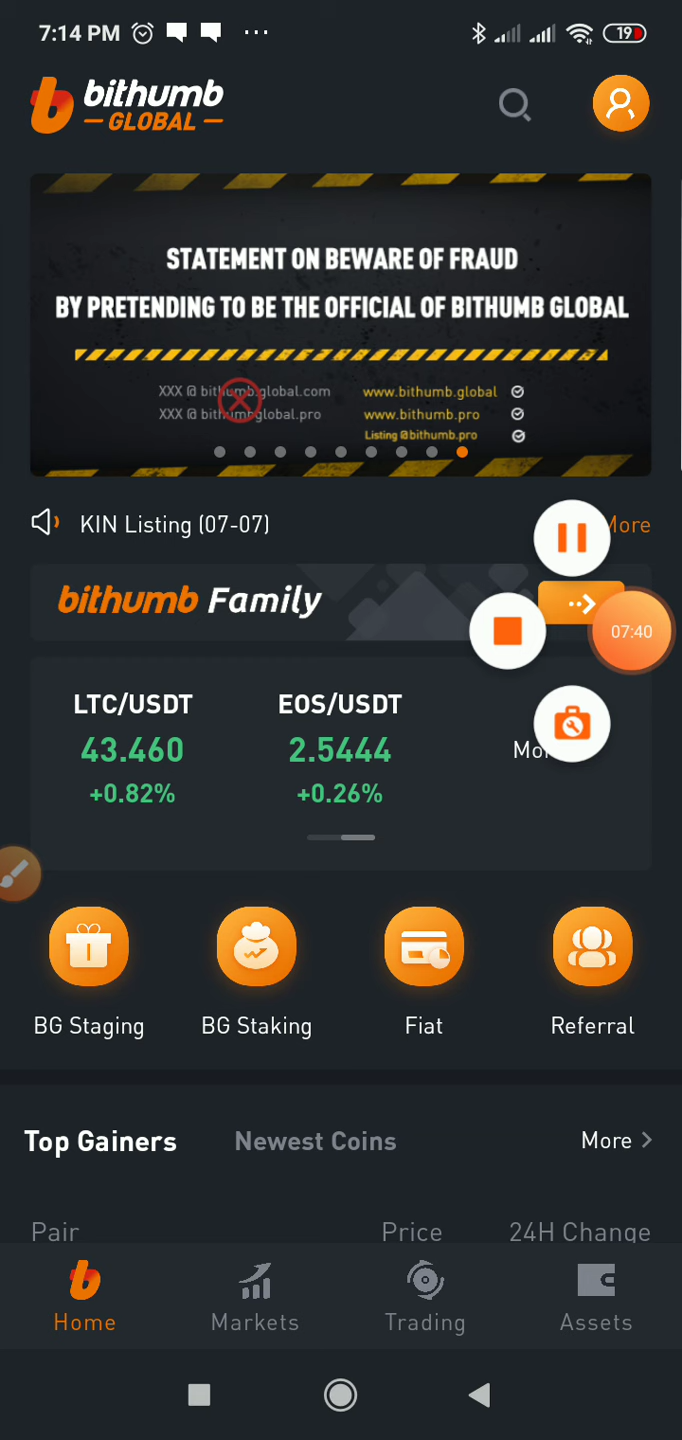 7:14 PM
19
bithumb
GLOBAL
STATEMENT ON BEWARE OF FRAUD
BY PRETENDING TO BE THE OFFICIAL OF BITHUMB GLOBAL
XXX @ bithumb.global.com www.bithumb.global
XXX @ bithumbglobal.pro www.bithumb.pro
Listing @bithumb.pro
KIN Listing (07-07) More
bithumb Family
07:40
LTC/USDT EOS/USDT
43.460 2.5444
+0.82% +0.26%
BG Staging BG Staking Fiat Referral
Top Gainers Newest Coins More
Pair Price 24H Change
Home Markets Trading Assets